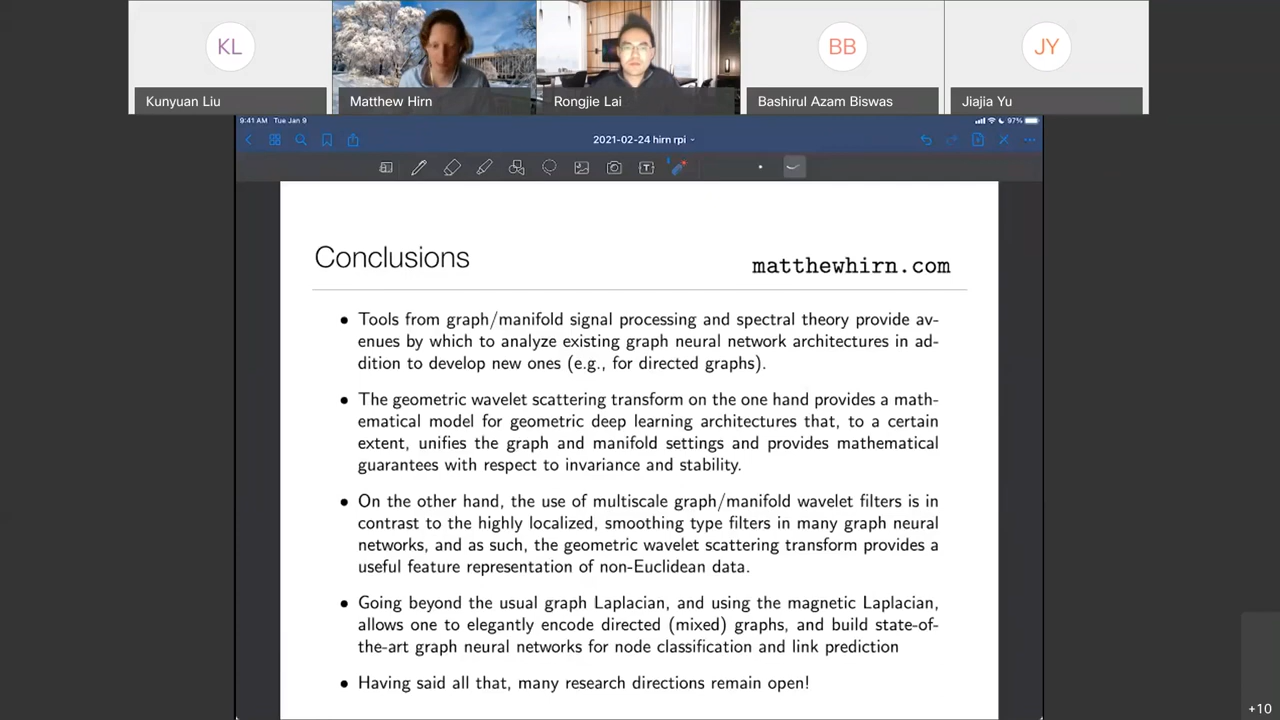 KL
BB
JY
Kunyuan Liu
Matthew Hirn
Rongjie Lai
Bashirul Azam Biswas
Jiajia Yu
9:41 AM Tue Jan 9
97%
2021-02-24 hirn rpi
T
Conclusions
matthewhirn.com
• Tools from graph/manifold signal processing and spectral theory provide av-
enues by which to analyze existing graph neural network architectures in ad-
dition to develop new ones (e.g., for directed graphs).
• The geometric wavelet scattering transform on the one hand provides a math-
ematical model for geometric deep learning architectures that, to a certain
extent, unifies the graph and manifold settings and provides mathematical
guarantees with respect to invariance and stability.
• On the other hand, the use of multiscale graph/manifold wavelet filters is in
contrast to the highly localized, smoothing type filters in many graph neural
networks, and as such, the geometric wavelet scattering transform provides a
useful feature representation of non-Euclidean data.
• Going beyond the usual graph Laplacian, and using the magnetic Laplacian,
allows one to elegantly encode directed (mixed) graphs, and build state-of-
the-art graph neural networks for node classification and link prediction
• Having said all that, many research directions remain open!
+10